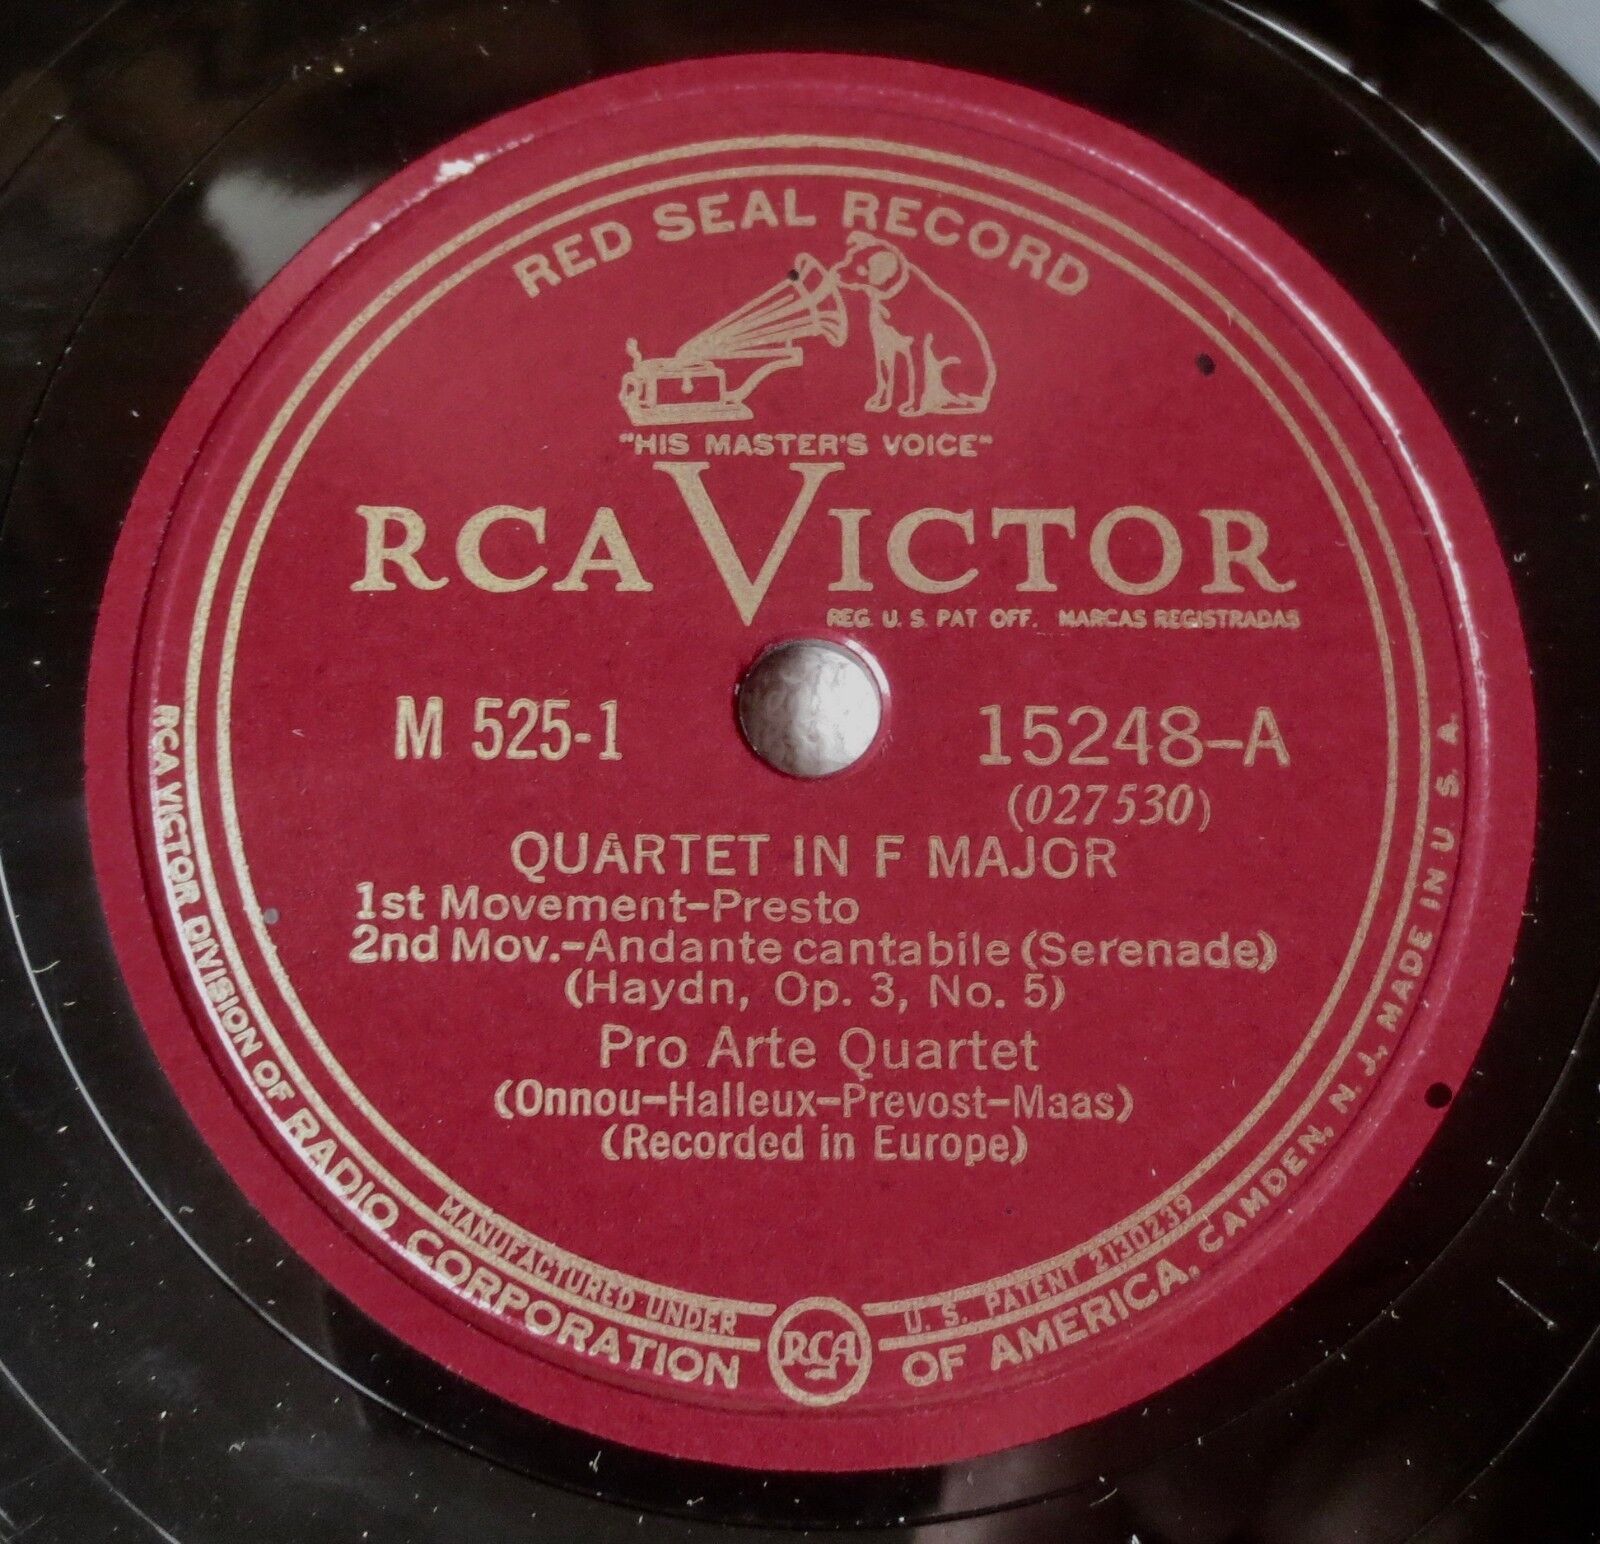 RED SEAL RECORD
"HIS MASTER'S VOICE"
RCA VICTOR
REG. U. S. PAT OFF. MARCAS REGISTRADAS
M 525-1
15248-A
(027530)
QUARTET IN F MAJOR
1st Movement-Presto
2nd Mov.-Andante cantabile (Serenade)
(Haydn, Op. 3, No. 5)
Pro Arte Quartet
(Onnou-Halleux-Prevost-Maas)
(Recorded in Europe)
MANUFACTURED UNDER
RCA
U. S. PATENT 2130239
RCA VICTOR DIVISION OF RADIO CORPORATION OF AMERICA, CAMDEN, N. J., MADE IN U. S. A.